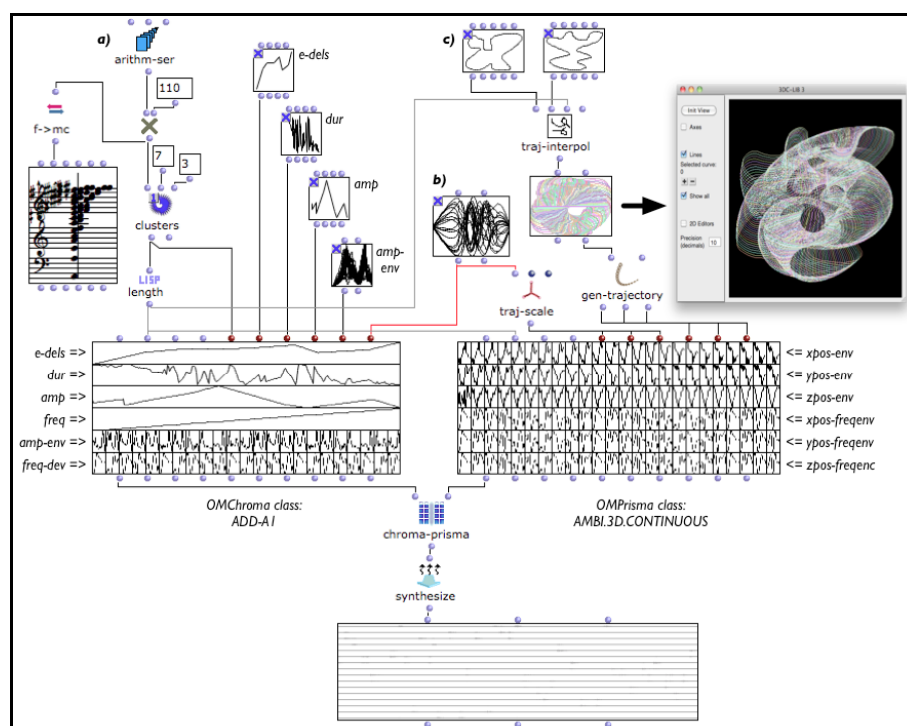 a)
arithm-ser
110
f->mc
7
3
clusters
LISP
length
e-dels
dur
amp
amp-
env
b)
c)
traj-interpol
traj-scale
gen-trajectory
3DC-LIB 3
Init View
Axes
Lines
Selected curve:
0
+ -
Show all
2D Editors
Precision
(decimals)
10
e-dels =>
dur =>
amp =>
freq =>
amp-env =>
freq-dev =>
<= xpos-env
<= ypos-env
<= zpos-env
<= xpos-freqenv
<= ypos-freqenv
<= zpos-freqenc
OMChroma class:
ADD-A1
OMPrisma class:
AMBI.3D.CONTINUOUS
chroma-prisma
synthesize